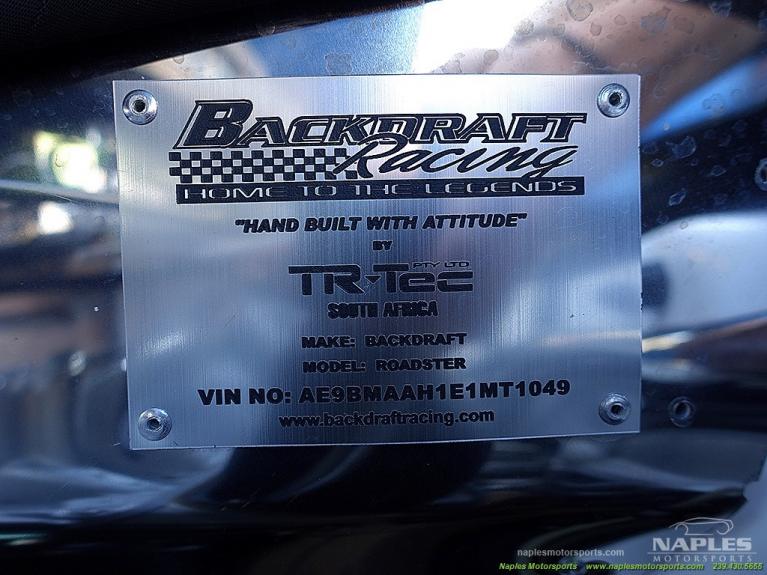 BACKDRAFT
Racing
HOME TO THE LEGENDS
"HAND BUILT WITH ATTITUDE"
BY
TR-Tec PTY LTD
SOUTH AFRICA
MAKE: BACKDRAFT
MODEL: ROADSTER
VIN NO: AE9BMAAH1E1MT1049
www.backdraftracing.com
NAPLES
MOTORSPORTS
naplesmotorsports.com
Naples Motorsports www.naplesmotorsports.com 239.430.5655